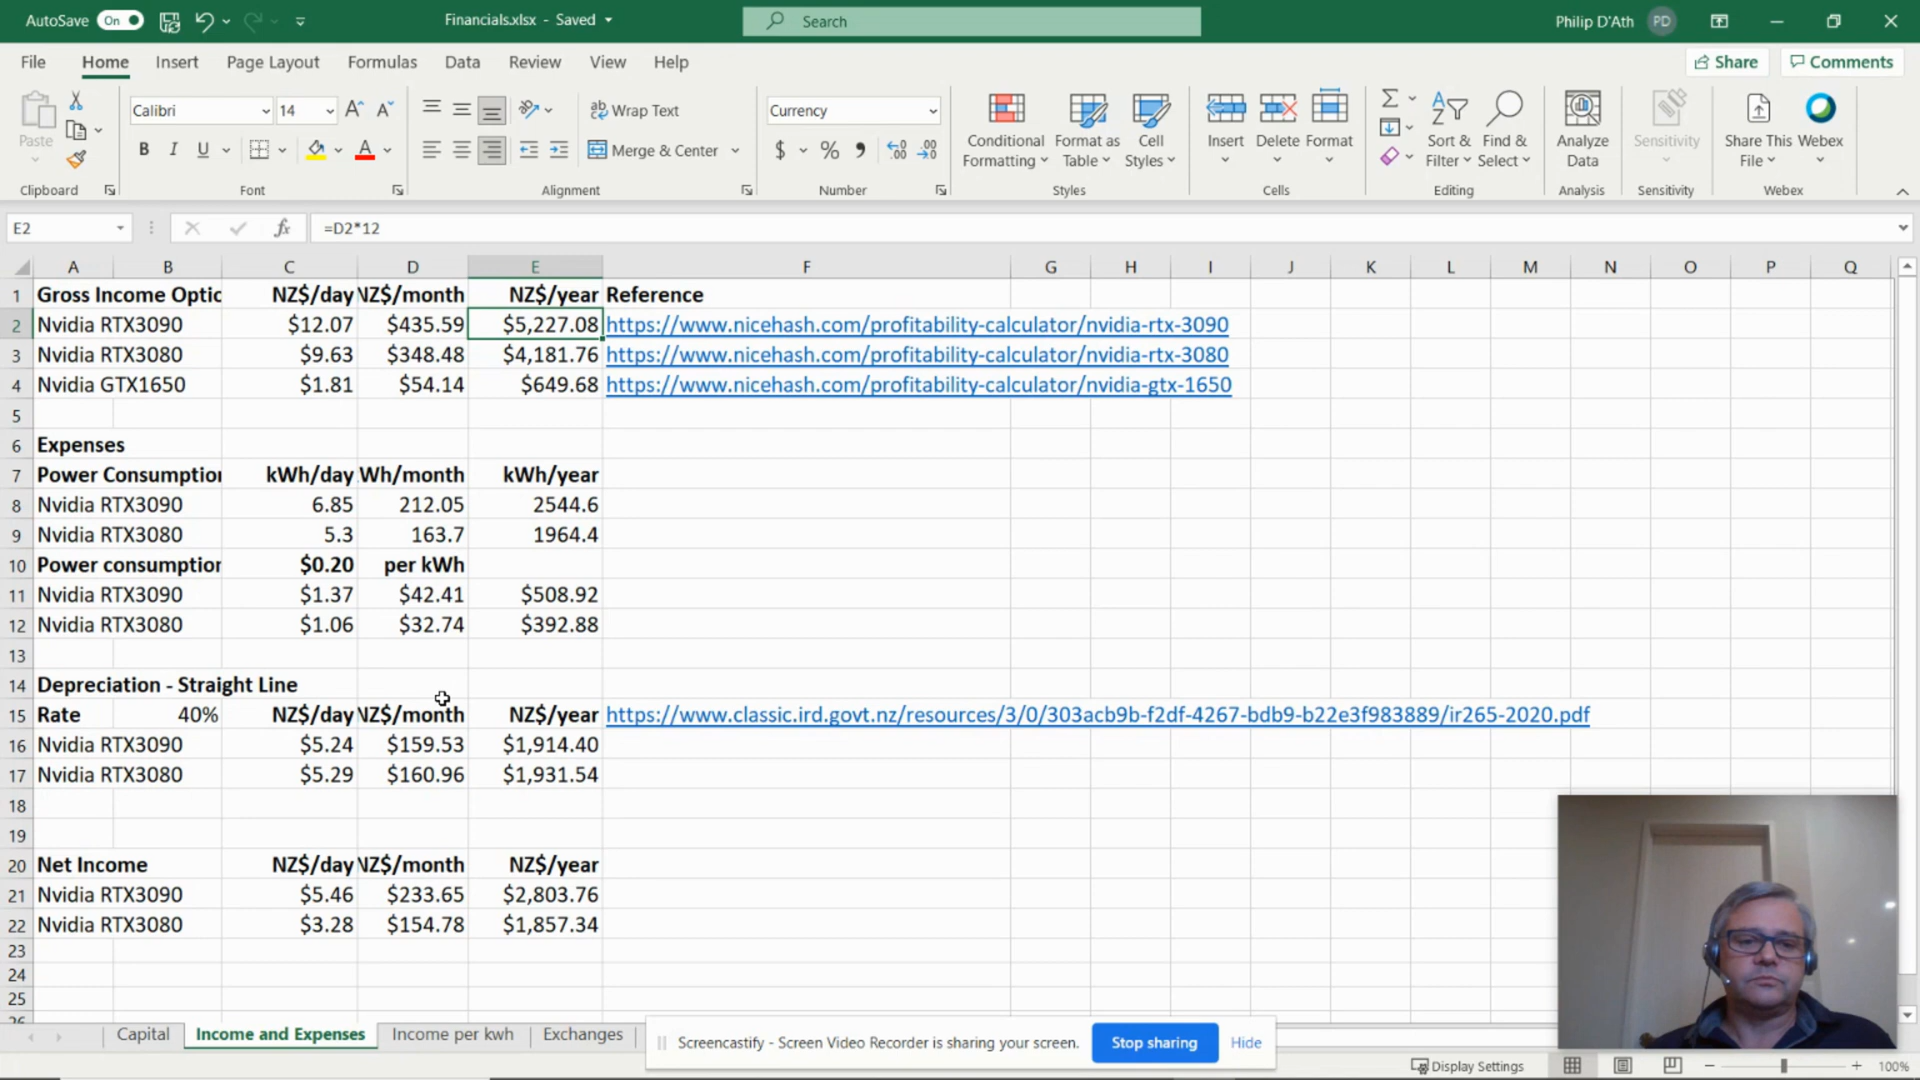 AutoSave On Financials.xlsx - Saved Search Philip D'Ath PD
File Home Insert Page Layout Formulas Data Review View Help Share Comments
Paste Calibri 14 Wrap Text Merge & Center Currency $ % Conditional Formatting Format as Table Cell Styles Insert Delete Format Sort & Filter Find & Select Analyze Data Sensitivity Share This File Webex
Clipboard Font Alignment Number Styles Cells Editing Analysis Sensitivity Webex
E2 fx =D2*12
A B C D E F G H I J K L M N O P Q
1 Gross Income Optic NZ$/day NZ$/month NZ$/year Reference
2 Nvidia RTX3090 $12.07 $435.59 $5,227.08 https://www.nicehash.com/profitability-calculator/nvidia-rtx-3090
3 Nvidia RTX3080 $9.63 $348.48 $4,181.76 https://www.nicehash.com/profitability-calculator/nvidia-rtx-3080
4 Nvidia GTX1650 $1.81 $54.14 $649.68 https://www.nicehash.com/profitability-calculator/nvidia-gtx-1650
5
6 Expenses
7 Power Consumption kWh/day Wh/month kWh/year
8 Nvidia RTX3090 6.85 212.05 2544.6
9 Nvidia RTX3080 5.3 163.7 1964.4
10 Power consumption $0.20 per kWh
11 Nvidia RTX3090 $1.37 $42.41 $508.92
12 Nvidia RTX3080 $1.06 $32.74 $392.88
13
14 Depreciation - Straight Line
15 Rate 40% NZ$/day NZ$/month NZ$/year https://www.classic.ird.govt.nz/resources/3/0/303acb9b-f2df-4267-bdb9-b22e3f983889/ir265-2020.pdf
16 Nvidia RTX3090 $5.24 $159.53 $1,914.40
17 Nvidia RTX3080 $5.29 $160.96 $1,931.54
18
19
20 Net Income NZ$/day NZ$/month NZ$/year
21 Nvidia RTX3090 $5.46 $233.65 $2,803.76
22 Nvidia RTX3080 $3.28 $154.78 $1,857.34
23
24
25
26
Capital Income and Expenses Income per kwh Exchanges
Screencastify - Screen Video Recorder is sharing your screen. Stop sharing Hide
Display Settings 100%